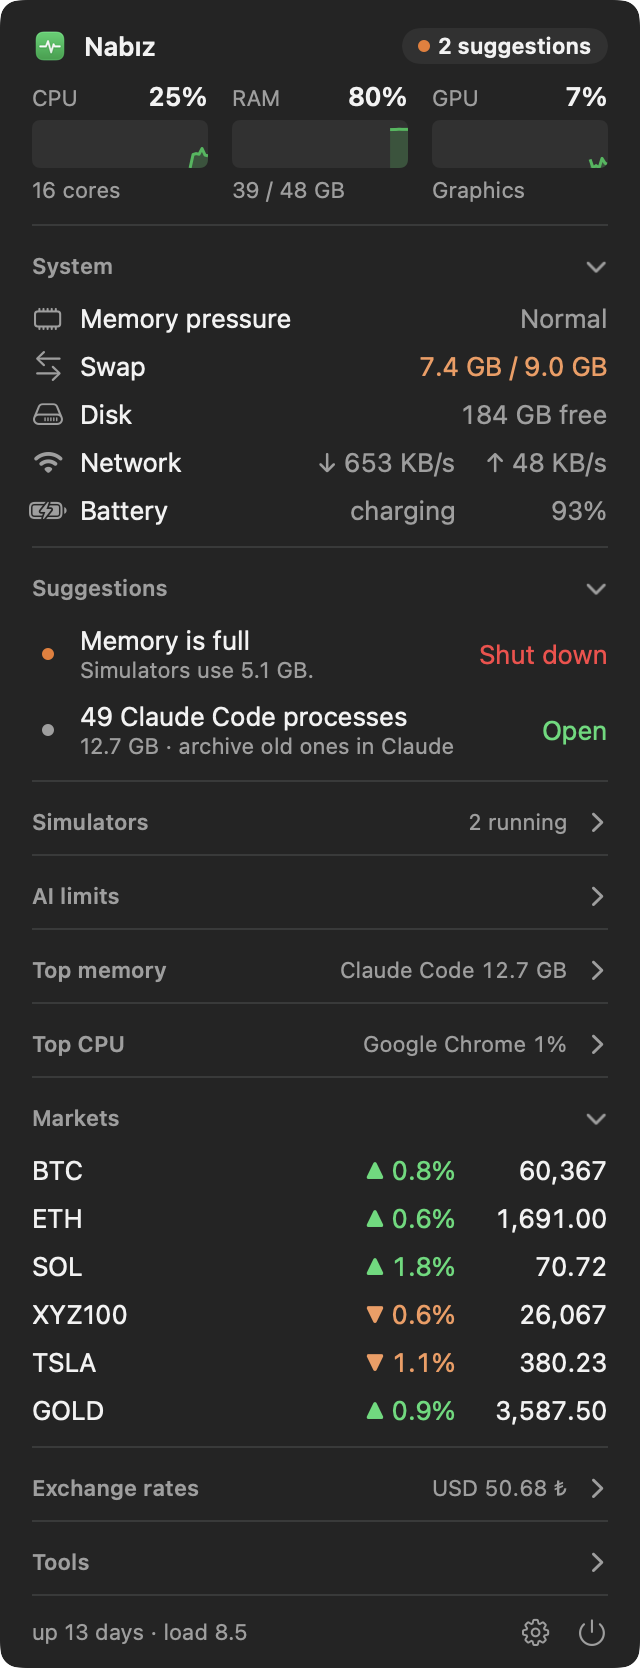 Nabız
2 suggestions
CPU 25%
RAM 80%
GPU 7%
16 cores
39 / 48 GB
Graphics
System
Memory pressure Normal
Swap 7.4 GB / 9.0 GB
Disk 184 GB free
Network ↓ 653 KB/s ↑ 48 KB/s
Battery charging 93%
Suggestions
Memory is full
Simulators use 5.1 GB.
Shut down
49 Claude Code processes
12.7 GB · archive old ones in Claude
Open
Simulators 2 running
AI limits
Top memory Claude Code 12.7 GB
Top CPU Google Chrome 1%
Markets
BTC ▲ 0.8% 60,367
ETH ▲ 0.6% 1,691.00
SOL ▲ 1.8% 70.72
XYZ100 ▼ 0.6% 26,067
TSLA ▼ 1.1% 380.23
GOLD ▲ 0.9% 3,587.50
Exchange rates USD 50.68 ₺
Tools
up 13 days · load 8.5